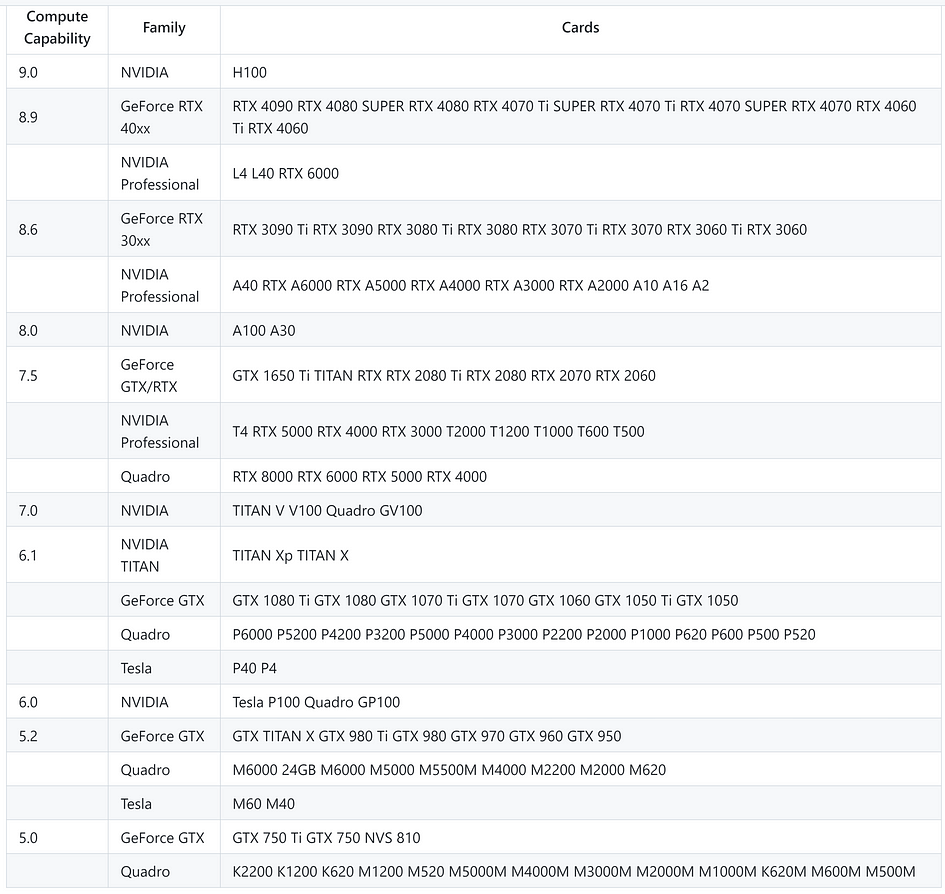 Compute Capability Family Cards
9.0 NVIDIA H100
8.9 GeForce RTX 40xx RTX 4090 RTX 4080 SUPER RTX 4080 RTX 4070 Ti SUPER RTX 4070 Ti RTX 4070 SUPER RTX 4070 RTX 4060 Ti RTX 4060
NVIDIA Professional L4 L40 RTX 6000
8.6 GeForce RTX 30xx RTX 3090 Ti RTX 3090 RTX 3080 Ti RTX 3080 RTX 3070 Ti RTX 3070 RTX 3060 Ti RTX 3060
NVIDIA Professional A40 RTX A6000 RTX A5000 RTX A4000 RTX A3000 RTX A2000 A10 A16 A2
8.0 NVIDIA A100 A30
7.5 GeForce GTX/RTX GTX 1650 Ti TITAN RTX RTX 2080 Ti RTX 2080 RTX 2070 RTX 2060
NVIDIA Professional T4 RTX 5000 RTX 4000 RTX 3000 T2000 T1200 T1000 T600 T500
Quadro RTX 8000 RTX 6000 RTX 5000 RTX 4000
7.0 NVIDIA TITAN V V100 Quadro GV100
6.1 NVIDIA TITAN TITAN Xp TITAN X
GeForce GTX GTX 1080 Ti GTX 1080 GTX 1070 Ti GTX 1070 GTX 1060 GTX 1050 Ti GTX 1050
Quadro P6000 P5200 P4200 P3200 P5000 P4000 P3000 P2200 P2000 P1000 P620 P600 P500 P520
Tesla P40 P4
6.0 NVIDIA Tesla P100 Quadro GP100
5.2 GeForce GTX GTX TITAN X GTX 980 Ti GTX 980 GTX 970 GTX 960 GTX 950
Quadro M6000 24GB M6000 M5000 M5500M M4000 M2200 M2000 M620
Tesla M60 M40
5.0 GeForce GTX GTX 750 Ti GTX 750 NVS 810
Quadro K2200 K1200 K620 M1200 M520 M5000M M4000M M3000M M2000M M1000M K620M M600M M500M